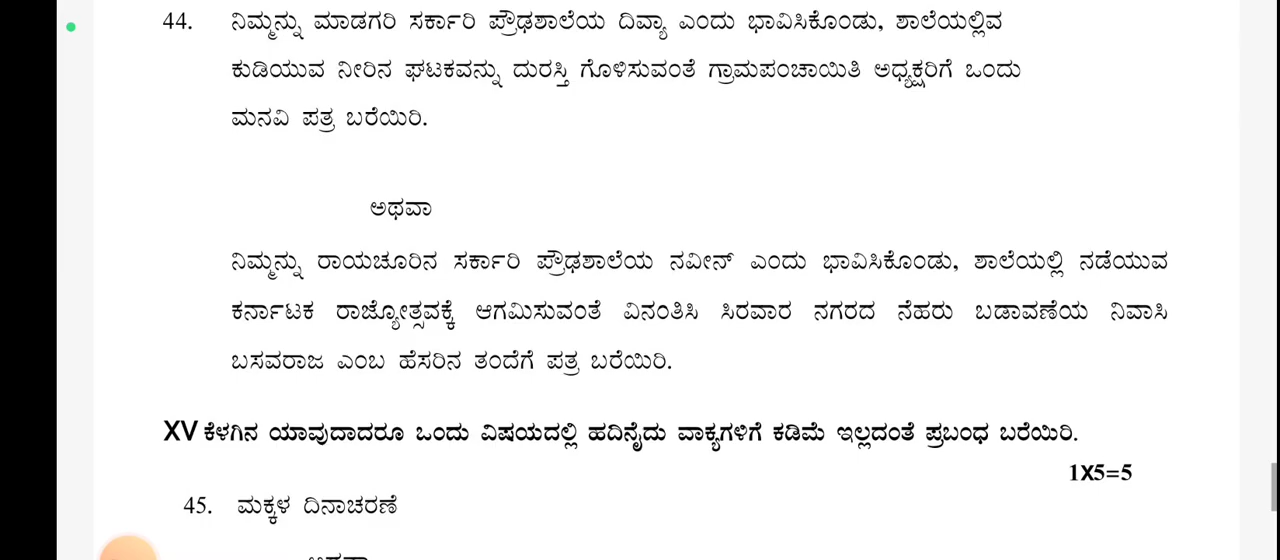 44. ನಿಮ್ಮನ್ನು ಮಾಡಗರಿ ಸರ್ಕಾರಿ ಪ್ರೌಢಶಾಲೆಯ ದಿವ್ಯಾ ಎಂದು ಭಾವಿಸಿಕೊಂಡು, ಶಾಲೆಯಲ್ಲಿವ
ಕುಡಿಯುವ ನೀರಿನ ಘಟಕವನ್ನು ದುರಸ್ತಿ ಗೊಳಿಸುವಂತೆ ಗ್ರಾಮಪಂಚಾಯಿತಿ ಅಧ್ಯಕ್ಷರಿಗೆ ಒಂದು
ಮನವಿ ಪತ್ರ ಬರೆಯಿರಿ.
ಅಥವಾ
ನಿಮ್ಮನ್ನು ರಾಯಚೂರಿನ ಸರ್ಕಾರಿ ಪ್ರೌಢಶಾಲೆಯ ನವೀನ್ ಎಂದು ಭಾವಿಸಿಕೊಂಡು, ಶಾಲೆಯಲ್ಲಿ ನಡೆಯುವ
ಕರ್ನಾಟಕ ರಾಜ್ಯೋತ್ಸವಕ್ಕೆ ಆಗಮಿಸುವಂತೆ ವಿನಂತಿಸಿ ಸಿರವಾರ ನಗರದ ನೆಹರು ಬಡಾವಣೆಯ ನಿವಾಸಿ
ಬಸವರಾಜ ಎಂಬ ಹೆಸರಿನ ತಂದೆಗೆ ಪತ್ರ ಬರೆಯಿರಿ.
XV ಕೆಳಗಿನ ಯಾವುದಾದರೂ ಒಂದು ವಿಷಯದಲ್ಲಿ ಹದಿನೈದು ವಾಕ್ಯಗಳಿಗೆ ಕಡಿಮೆ ಇಲ್ಲದಂತೆ ಪ್ರಬಂಧ ಬರೆಯಿರಿ.
1X5=5
45. ಮಕ್ಕಳ ದಿನಾಚರಣೆ